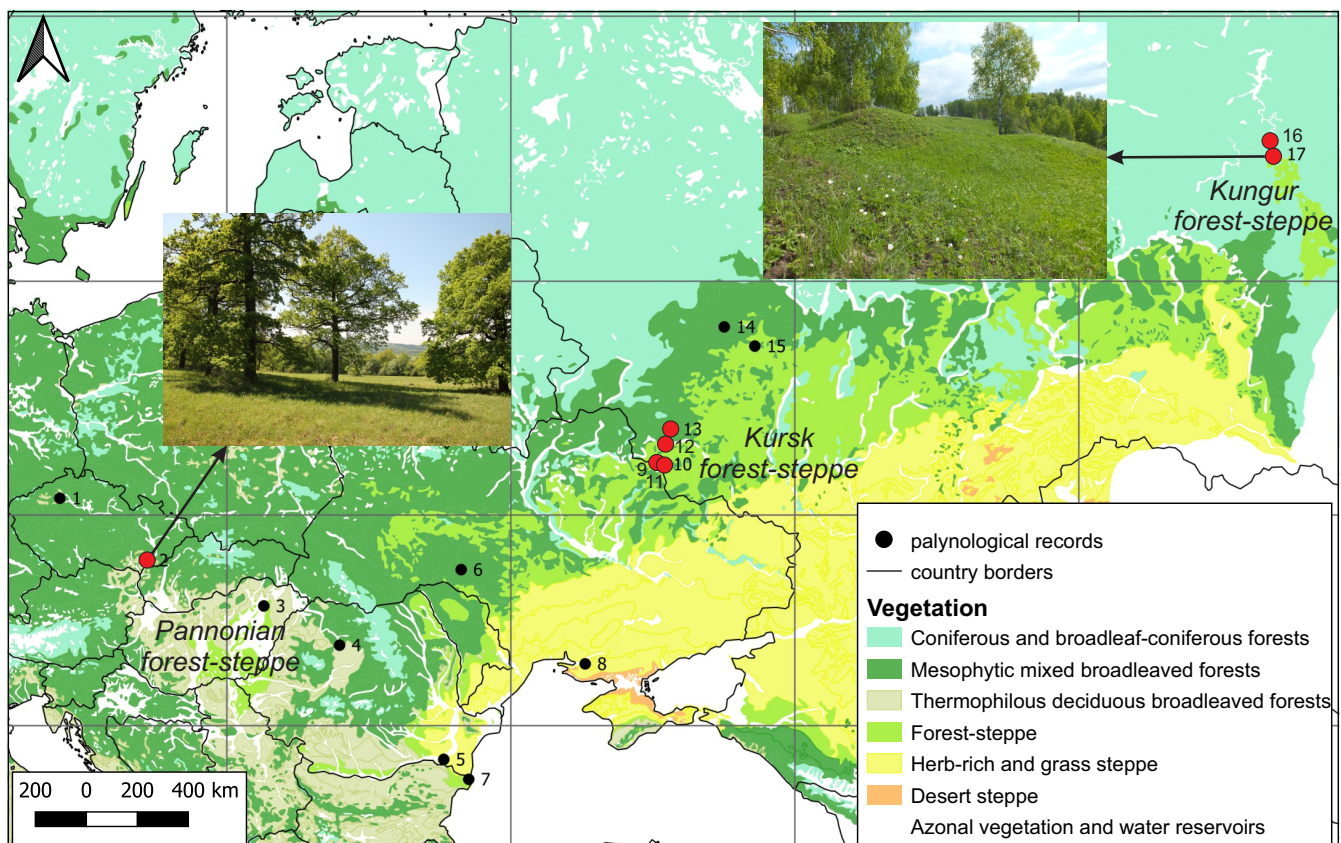 16
17
Kungur
forest-steppe
14
15
13
12
9
10
11
Kursk
forest-steppe
1
2
6
3
Pannonian
forest-steppe
4
8
5
7
palynological records
country borders
Vegetation
Coniferous and broadleaf-coniferous forests
Mesophytic mixed broadleaved forests
Thermophilous deciduous broadleaved forests
Forest-steppe
Herb-rich and grass steppe
Desert steppe
Azonal vegetation and water reservoirs
200 0 200 400 km